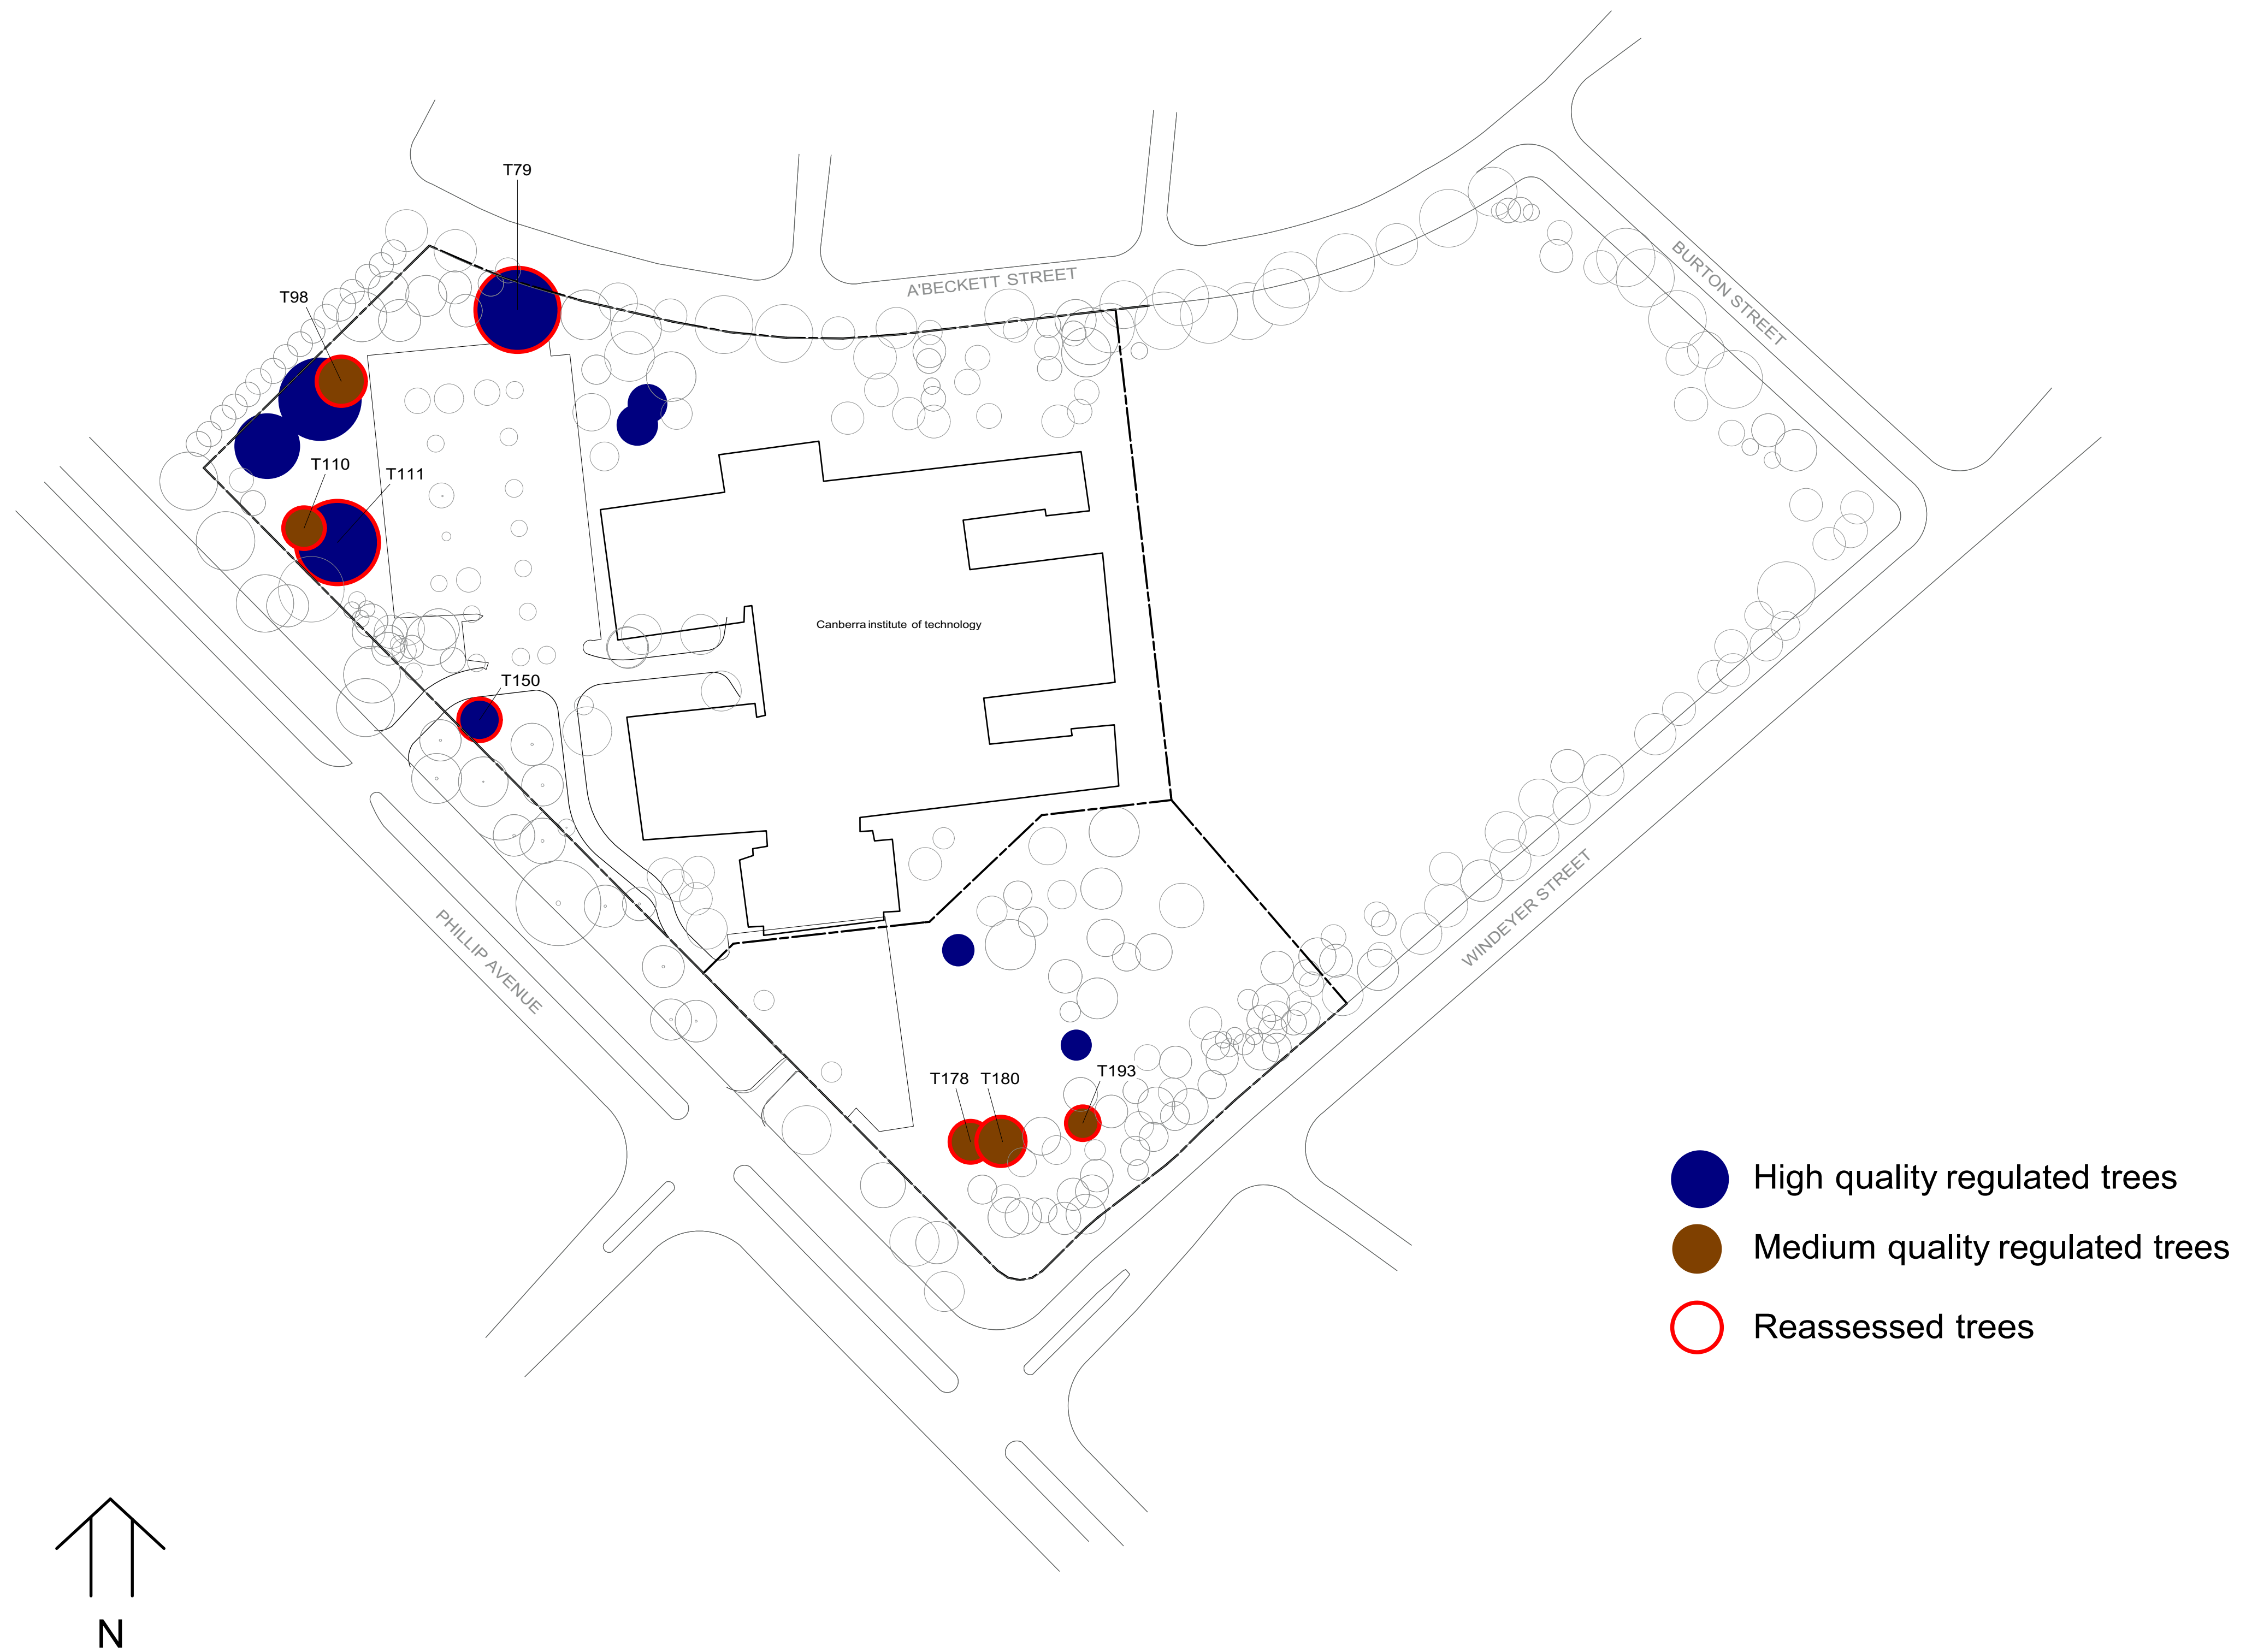 T79
A'BECKETT STREET
BURTON STREET
T98
T110
T111
Canberra institute of technology
T150
PHILLIP AVENUE
WINDEYER STREET
T178
T180
T193
High quality regulated trees
Medium quality regulated trees
Reassessed trees
N